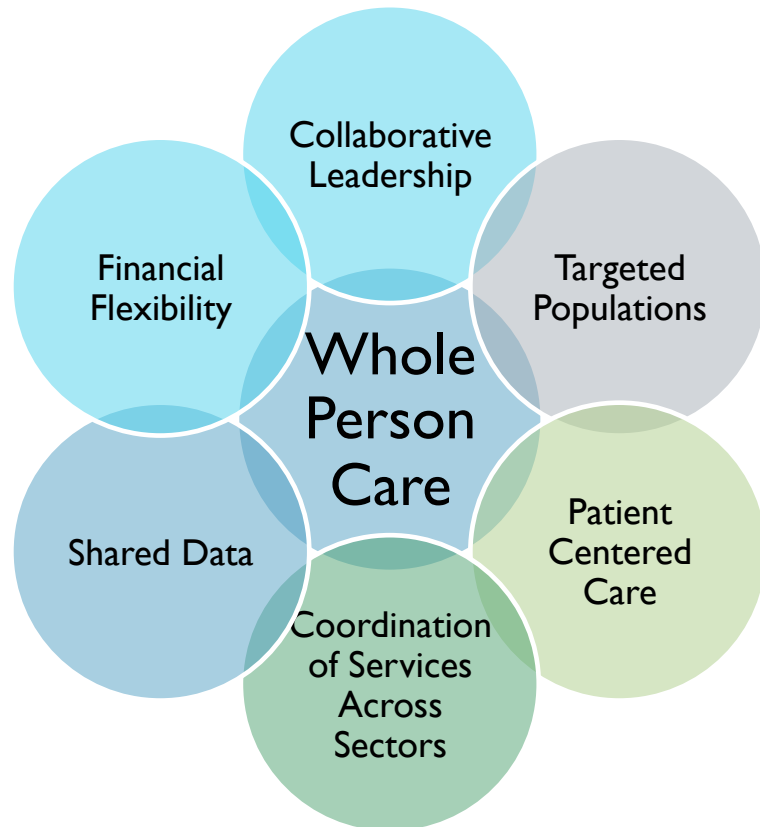 Collaborative
Leadership
Targeted
Populations
Patient
Centered
Care
Coordination
of Services
Across
Sectors
Shared Data
Financial
Flexibility
Whole
Person
Care